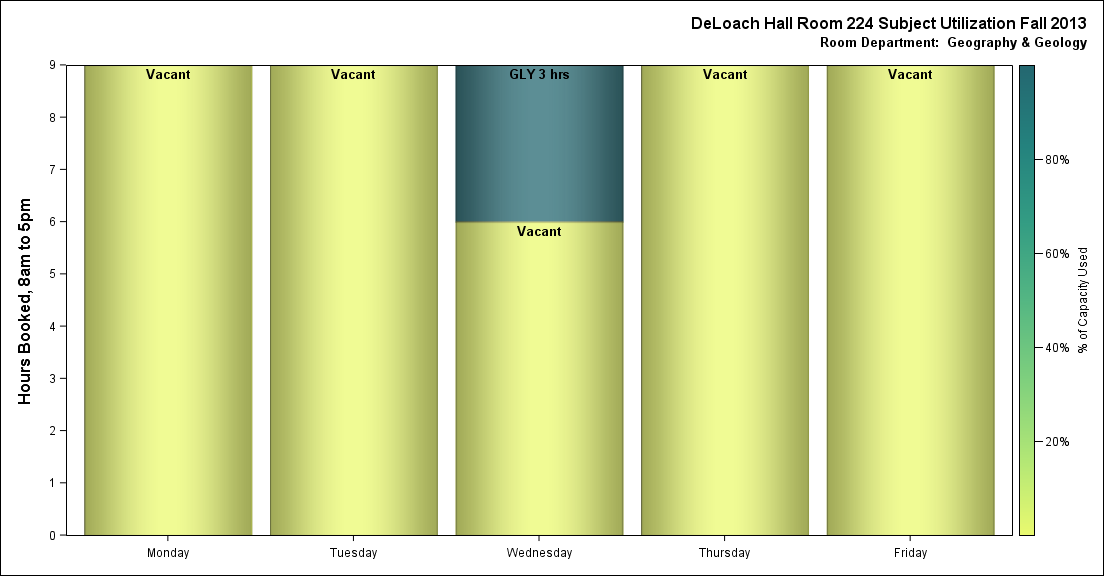 DeLoach Hall Room 224 Subject Utilization Fall 2013
Room Department:  Geography & Geology
Hours Booked, 8am to 5pm
9
8
7
6
5
4
3
2
1
0
Vacant
Vacant
GLY 3 hrs
Vacant
Vacant
Vacant
Monday
Tuesday
Wednesday
Thursday
Friday
80%
60%
40%
20%
% of Capacity Used